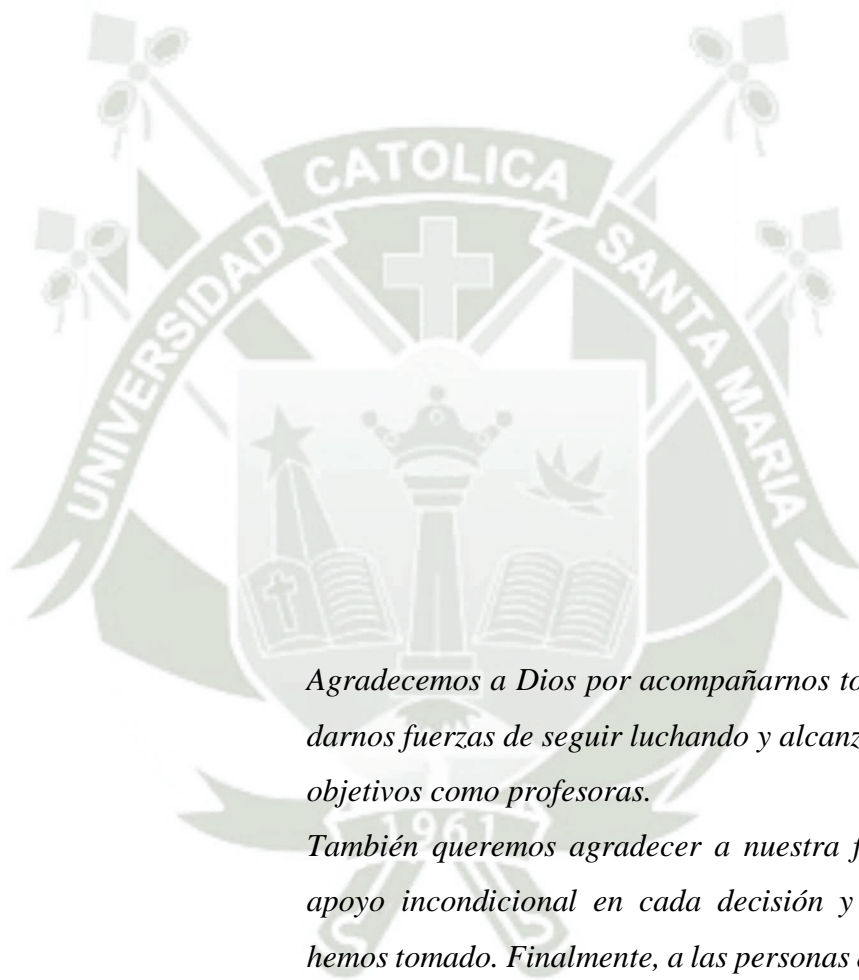 UNIVERSIDAD CATOLICA SANTA MARIA
Agradecemos a Dios por acompañarnos to
darnos fuerzas de seguir luchando y alcanz
objetivos como profesoras.
1961
También queremos agradecer a nuestra f
apoyo incondicional en cada decisión y
hemos tomado. Finalmente, a las personas